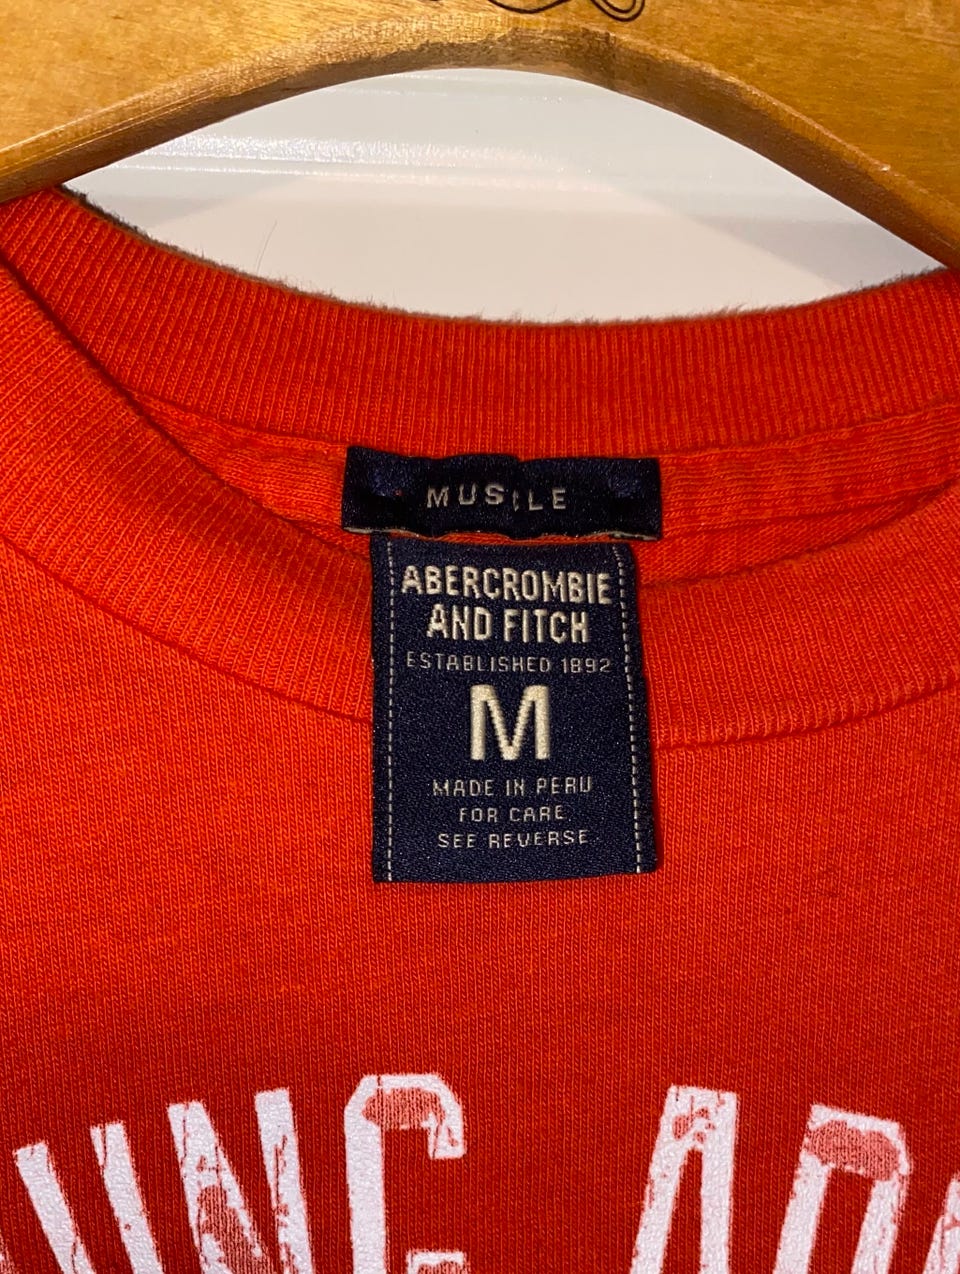 MUSCLE
ABERCROMBIE
AND FITCH
ESTABLISHED 1892
M
MADE IN PERU
FOR CARE
SEE REVERSE